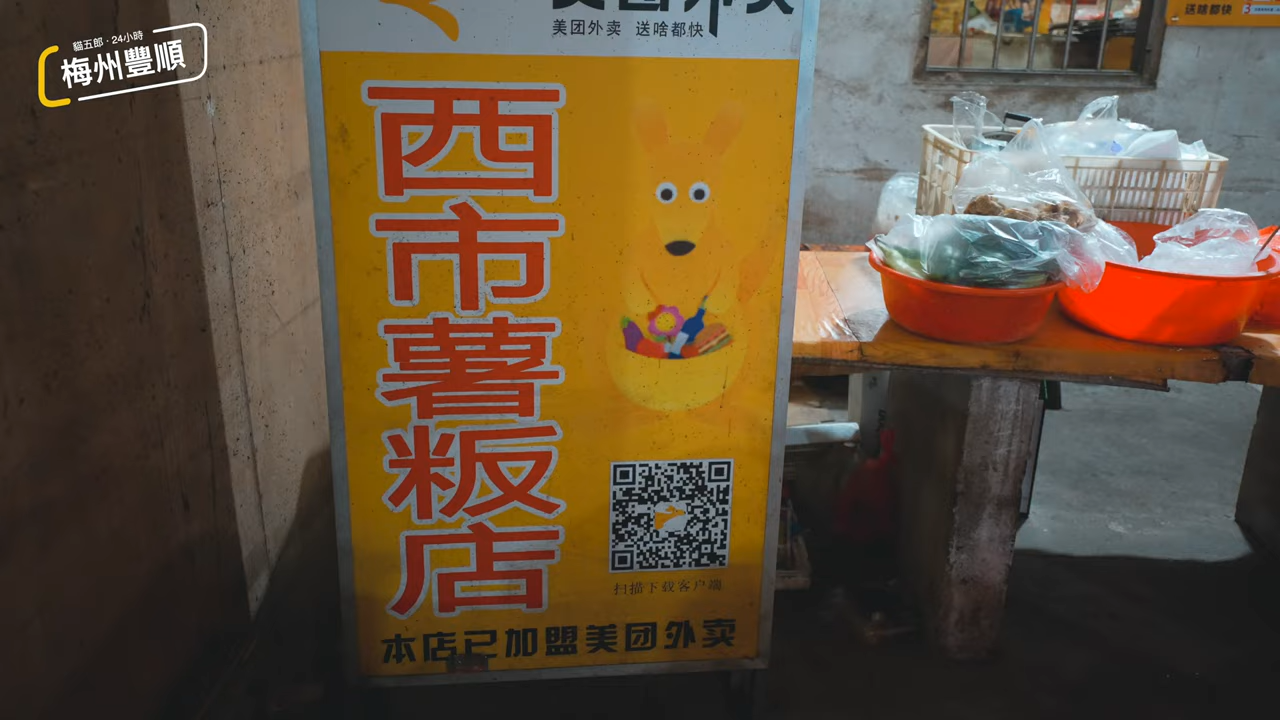 貓五郎·24小時
梅州豐順
美团外卖
美团外卖 送啥都快
西市薯粄店
扫描下载客户端
本店已加盟美团外卖
送啥都快